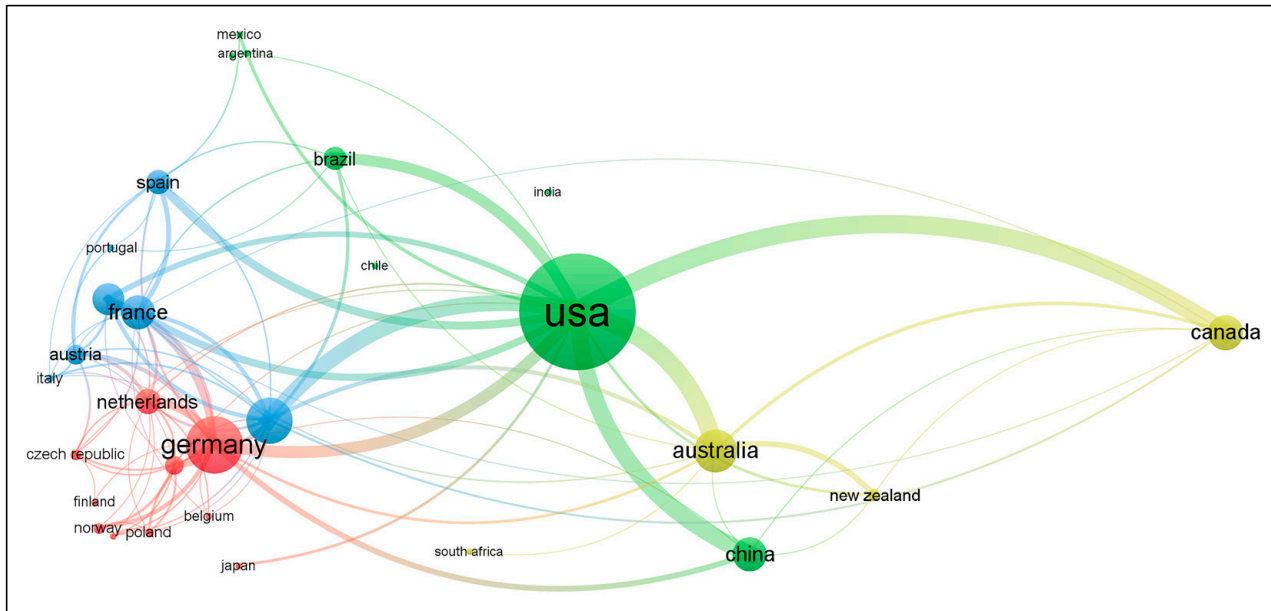 mexico
argentina
brazil
spain
india
portugal
chile
usa
france
canada
austria
italy
netherlands
germany
australia
czech republic
new zealand
finland
belgium
norway
poland
south africa
china
japan